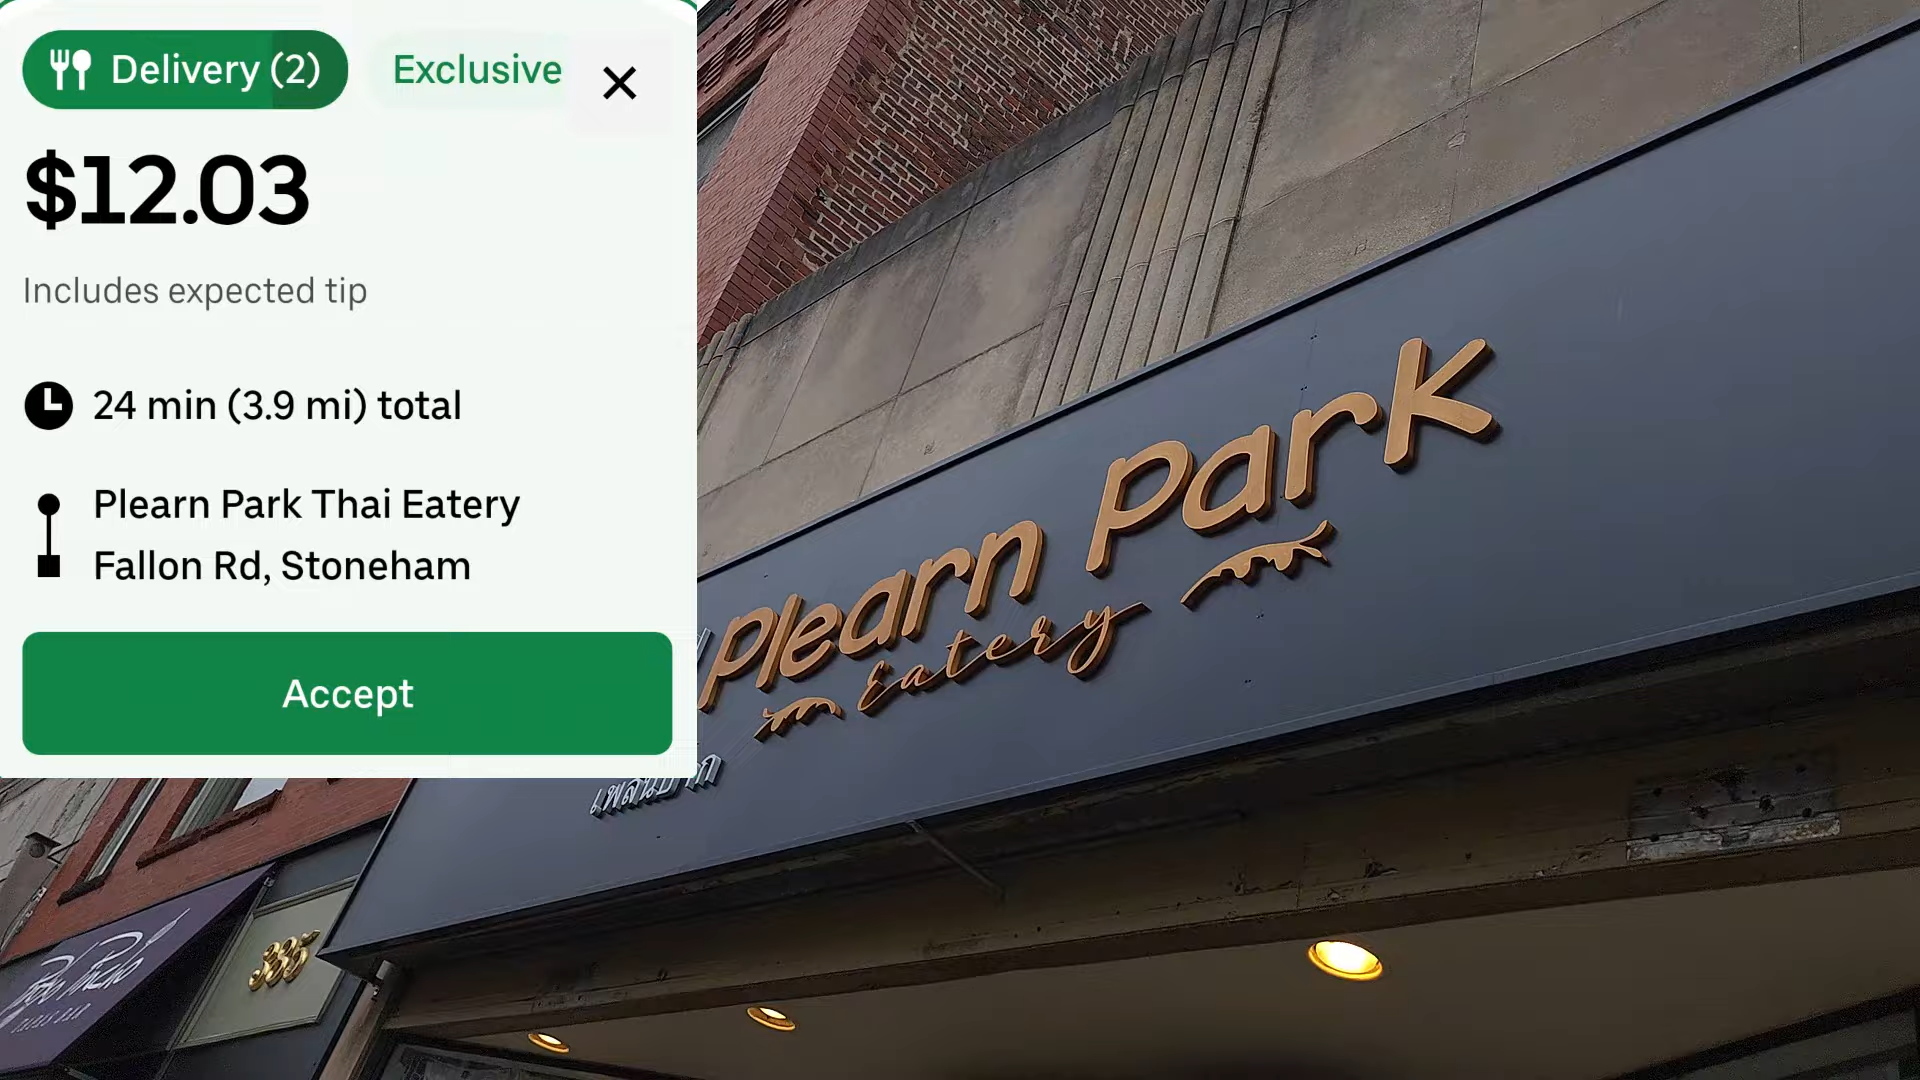 Delivery (2)
Exclusive
$12.03
Includes expected tip
24 min (3.9 mi) total
Plearn Park Thai Eatery
Fallon Rd, Stoneham
Accept
Plearn Park
Eatery
335